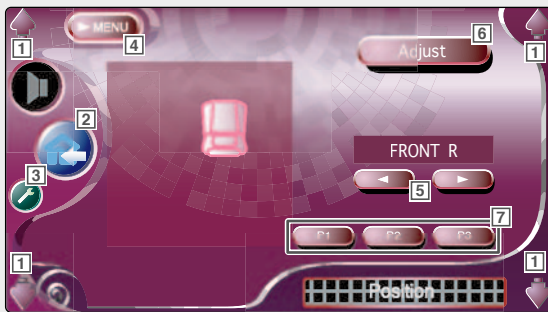 ► MENU
4
6
Adjust
1
1
2
3
FRONT R
◄ 5 ►
7
P1 P2 P3
1
1
Position